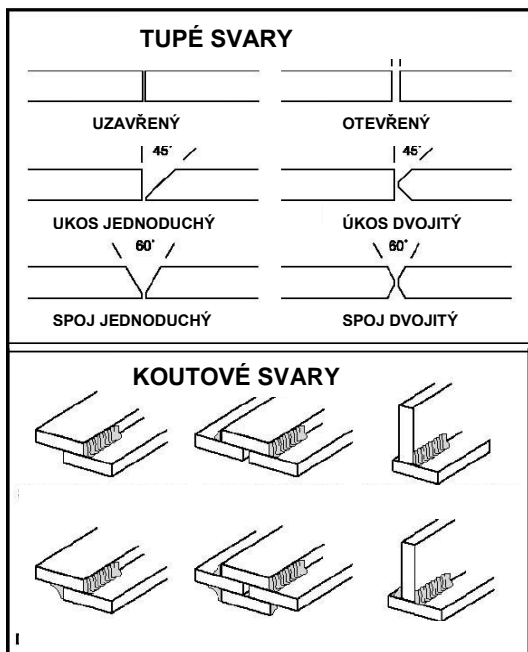 TUPÉ SVARY
UZAVŘENÝ OTEVŘENÝ
45° 45°
UKOS JEDNODUCHÝ ÚKOS DVOJITÝ
60° 60°
SPOJ JEDNODUCHÝ SPOJ DVOJITÝ
KOUTOVÉ SVARY